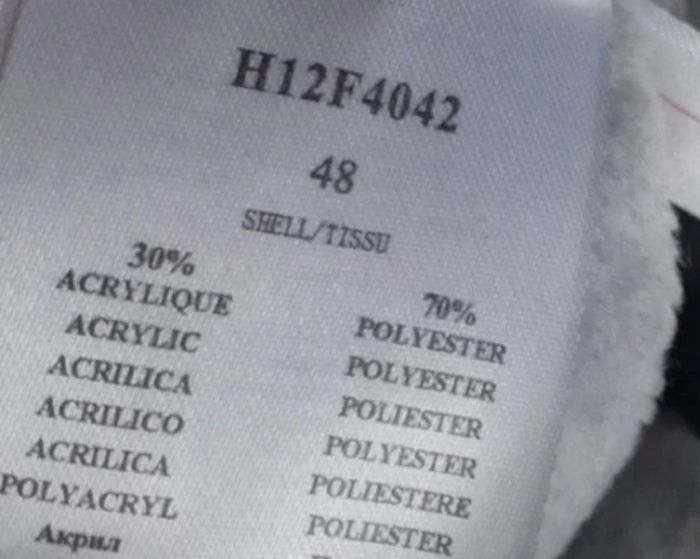 H12F4042
48
SHELL/TISSU
30%
ACRYLIQUE
ACRYLIC
ACRILICA
ACRILICO
ACRILICA
POLYACRYL
Акрил
70%
POLYESTER
POLYESTER
POLIESTER
POLYESTER
POLIESTERE
POLIESTER